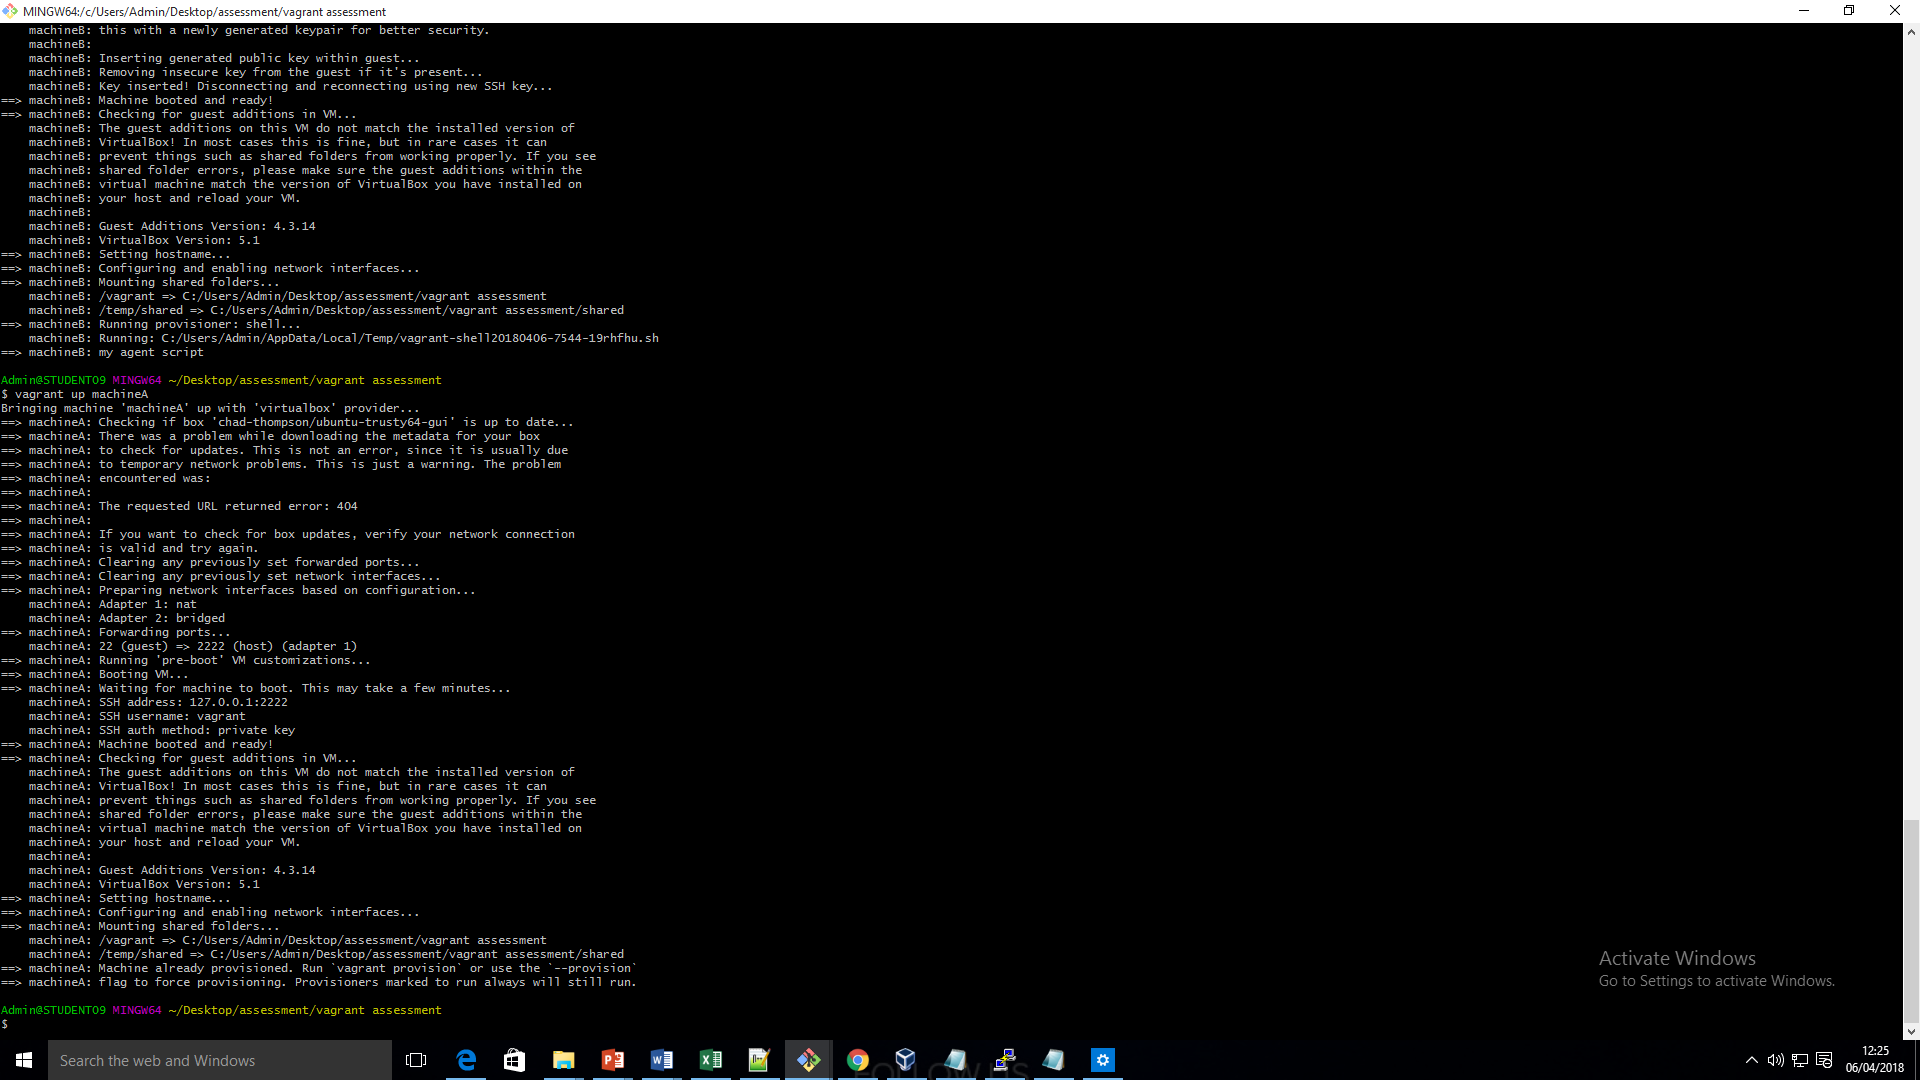 MINGW64:/c/Users/Admin/Desktop/assessment/vagrant assessment
machineB: this with a newly generated keypair for better security.
machineB:
machineB: Inserting generated public key within guest...
machineB: Removing insecure key from the guest if it's present...
machineB: Key inserted! Disconnecting and reconnecting using new SSH key...
==> machineB: Machine booted and ready!
==> machineB: Checking for guest additions in VM...
machineB: The guest additions on this VM do not match the installed version of
machineB: VirtualBox! In most cases this is fine, but in rare cases it can
machineB: prevent things such as shared folders from working properly. If you see
machineB: shared folder errors, please make sure the guest additions within the
machineB: virtual machine match the version of VirtualBox you have installed on
machineB: your host and reload your VM.
machineB:
machineB: Guest Additions Version: 4.3.14
machineB: VirtualBox Version: 5.1
==> machineB: Setting hostname...
==> machineB: Configuring and enabling network interfaces...
==> machineB: Mounting shared folders...
machineB: /vagrant => C:/Users/Admin/Desktop/assessment/vagrant assessment
machineB: /temp/shared => C:/Users/Admin/Desktop/assessment/vagrant assessment/shared
==> machineB: Running provisioner: shell...
machineB: Running: C:/Users/Admin/AppData/Local/Temp/vagrant-shell20180406-7544-19rhfhu.sh
==> machineB: my agent script
Admin@STUDENT09 MINGW64 ~/Desktop/assessment/vagrant assessment
$ vagrant up machineA
Bringing machine 'machineA' up with 'virtualbox' provider...
==> machineA: Checking if box 'chad-thompson/ubuntu-trusty64-gui' is up to date...
==> machineA: There was a problem while downloading the metadata for your box
==> machineA: to check for updates. This is not an error, since it is usually due
==> machineA: to temporary network problems. This is just a warning. The problem
==> machineA: encountered was:
==> machineA:
==> machineA: The requested URL returned error: 404
==> machineA:
==> machineA: If you want to check for box updates, verify your network connection
==> machineA: is valid and try again.
==> machineA: Clearing any previously set forwarded ports...
==> machineA: Clearing any previously set network interfaces...
==> machineA: Preparing network interfaces based on configuration...
machineA: Adapter 1: nat
machineA: Adapter 2: bridged
==> machineA: Forwarding ports...
machineA: 22 (guest) => 2222 (host) (adapter 1)
==> machineA: Running 'pre-boot' VM customizations...
==> machineA: Booting VM...
==> machineA: Waiting for machine to boot. This may take a few minutes...
machineA: SSH address: 127.0.0.1:2222
machineA: SSH username: vagrant
machineA: SSH auth method: private key
==> machineA: Machine booted and ready!
==> machineA: Checking for guest additions in VM...
machineA: The guest additions on this VM do not match the installed version of
machineA: VirtualBox! In most cases this is fine, but in rare cases it can
machineA: prevent things such as shared folders from working properly. If you see
machineA: shared folder errors, please make sure the guest additions within the
machineA: virtual machine match the version of VirtualBox you have installed on
machineA: your host and reload your VM.
machineA:
machineA: Guest Additions Version: 4.3.14
machineA: VirtualBox Version: 5.1
==> machineA: Setting hostname...
==> machineA: Configuring and enabling network interfaces...
==> machineA: Mounting shared folders...
machineA: /vagrant => C:/Users/Admin/Desktop/assessment/vagrant assessment
machineA: /temp/shared => C:/Users/Admin/Desktop/assessment/vagrant assessment/shared
==> machineA: Machine already provisioned. Run `vagrant provision` or use the `--provision`
==> machineA: flag to force provisioning. Provisioners marked to run always will still run.
Admin@STUDENT09 MINGW64 ~/Desktop/assessment/vagrant assessment
$
Activate Windows
Go to Settings to activate Windows.
Search the web and Windows
FOLLOW US
12:25
06/04/2018